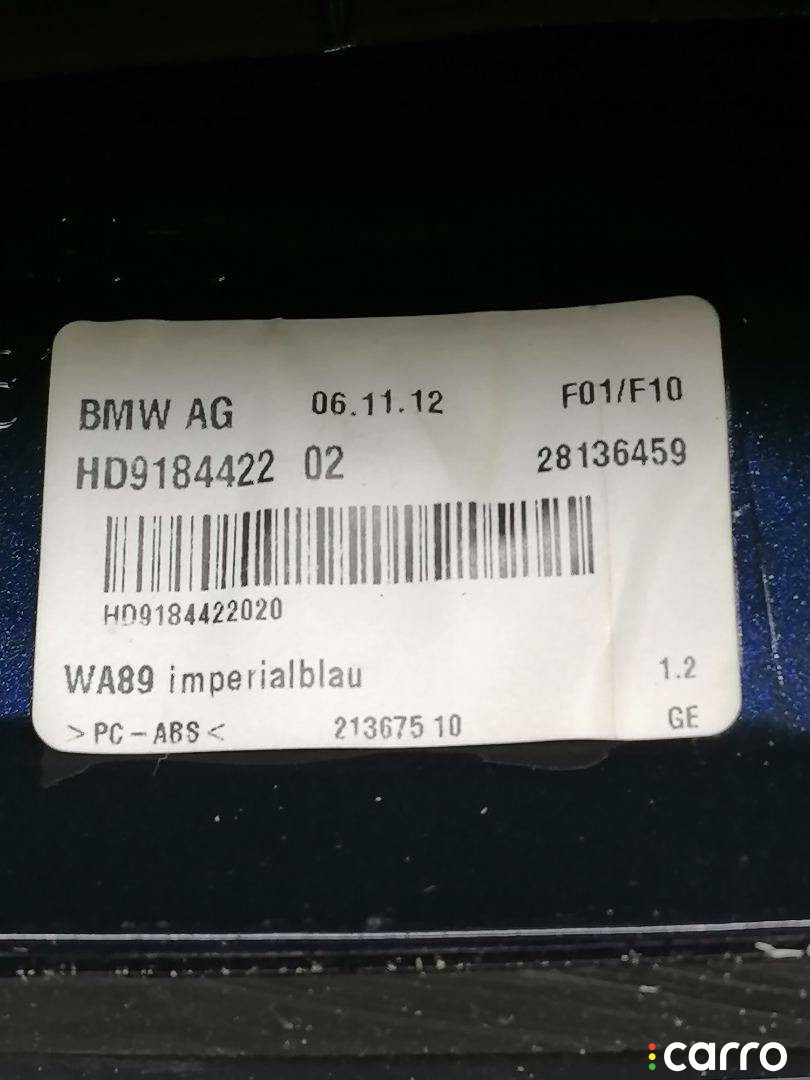 BMW AG 06.11.12 F01/F10
HD9184422 02 28136459
HD9184422020
WA89 imperialblau 1.2
>PC-ABS< 213675 10 GE
carro